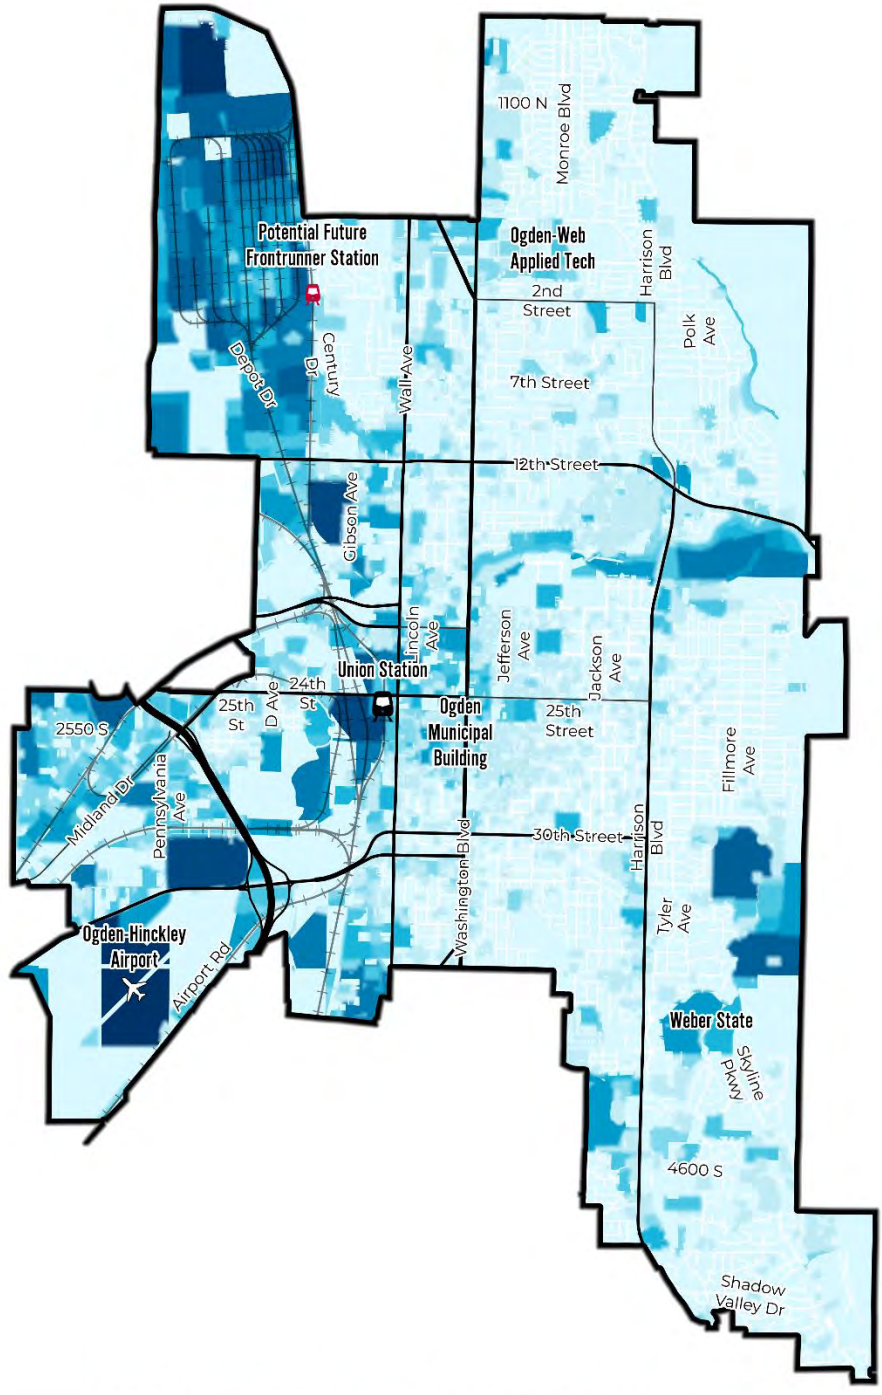 1100 N
Monroe Blvd
Potential Future
Frontrunner Station
Ogden-Web
Applied Tech
Harrison
Blvd
2nd
Street
Polk
Ave
Depot Dr
Century
Dr
Wall Ave
7th Street
12th Street
Gibson Ave
Lincoln
Ave
Jefferson
Ave
Jackson
Ave
Union Station
24th
St
25th
St
D Ave
Ogden
Municipal
Building
25th
Street
2550 S
Fillmore
Ave
Midland Dr
Pennsylvania
Ave
30th Street
Harrison
Blvd
Washington Blvd
Tyler
Ave
Ogden-Hinckley
Airport
Airport Rd
Weber State
Skyline
Pkwy
4600 S
Shadow
Valley Dr